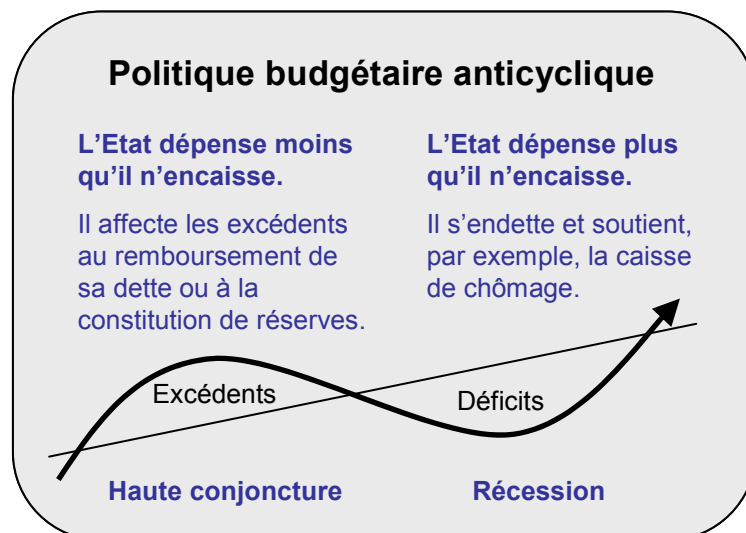 Politique budgétaire anticyclique
L’Etat dépense moins
qu’il n’encaisse.
Il affecte les excédents
au remboursement de
sa dette ou à la
constitution de réserves.
L’Etat dépense plus
qu’il n’encaisse.
Il s’endette et soutient,
par exemple, la caisse
de chômage.
Excédents
Déficits
Haute conjoncture
Récession